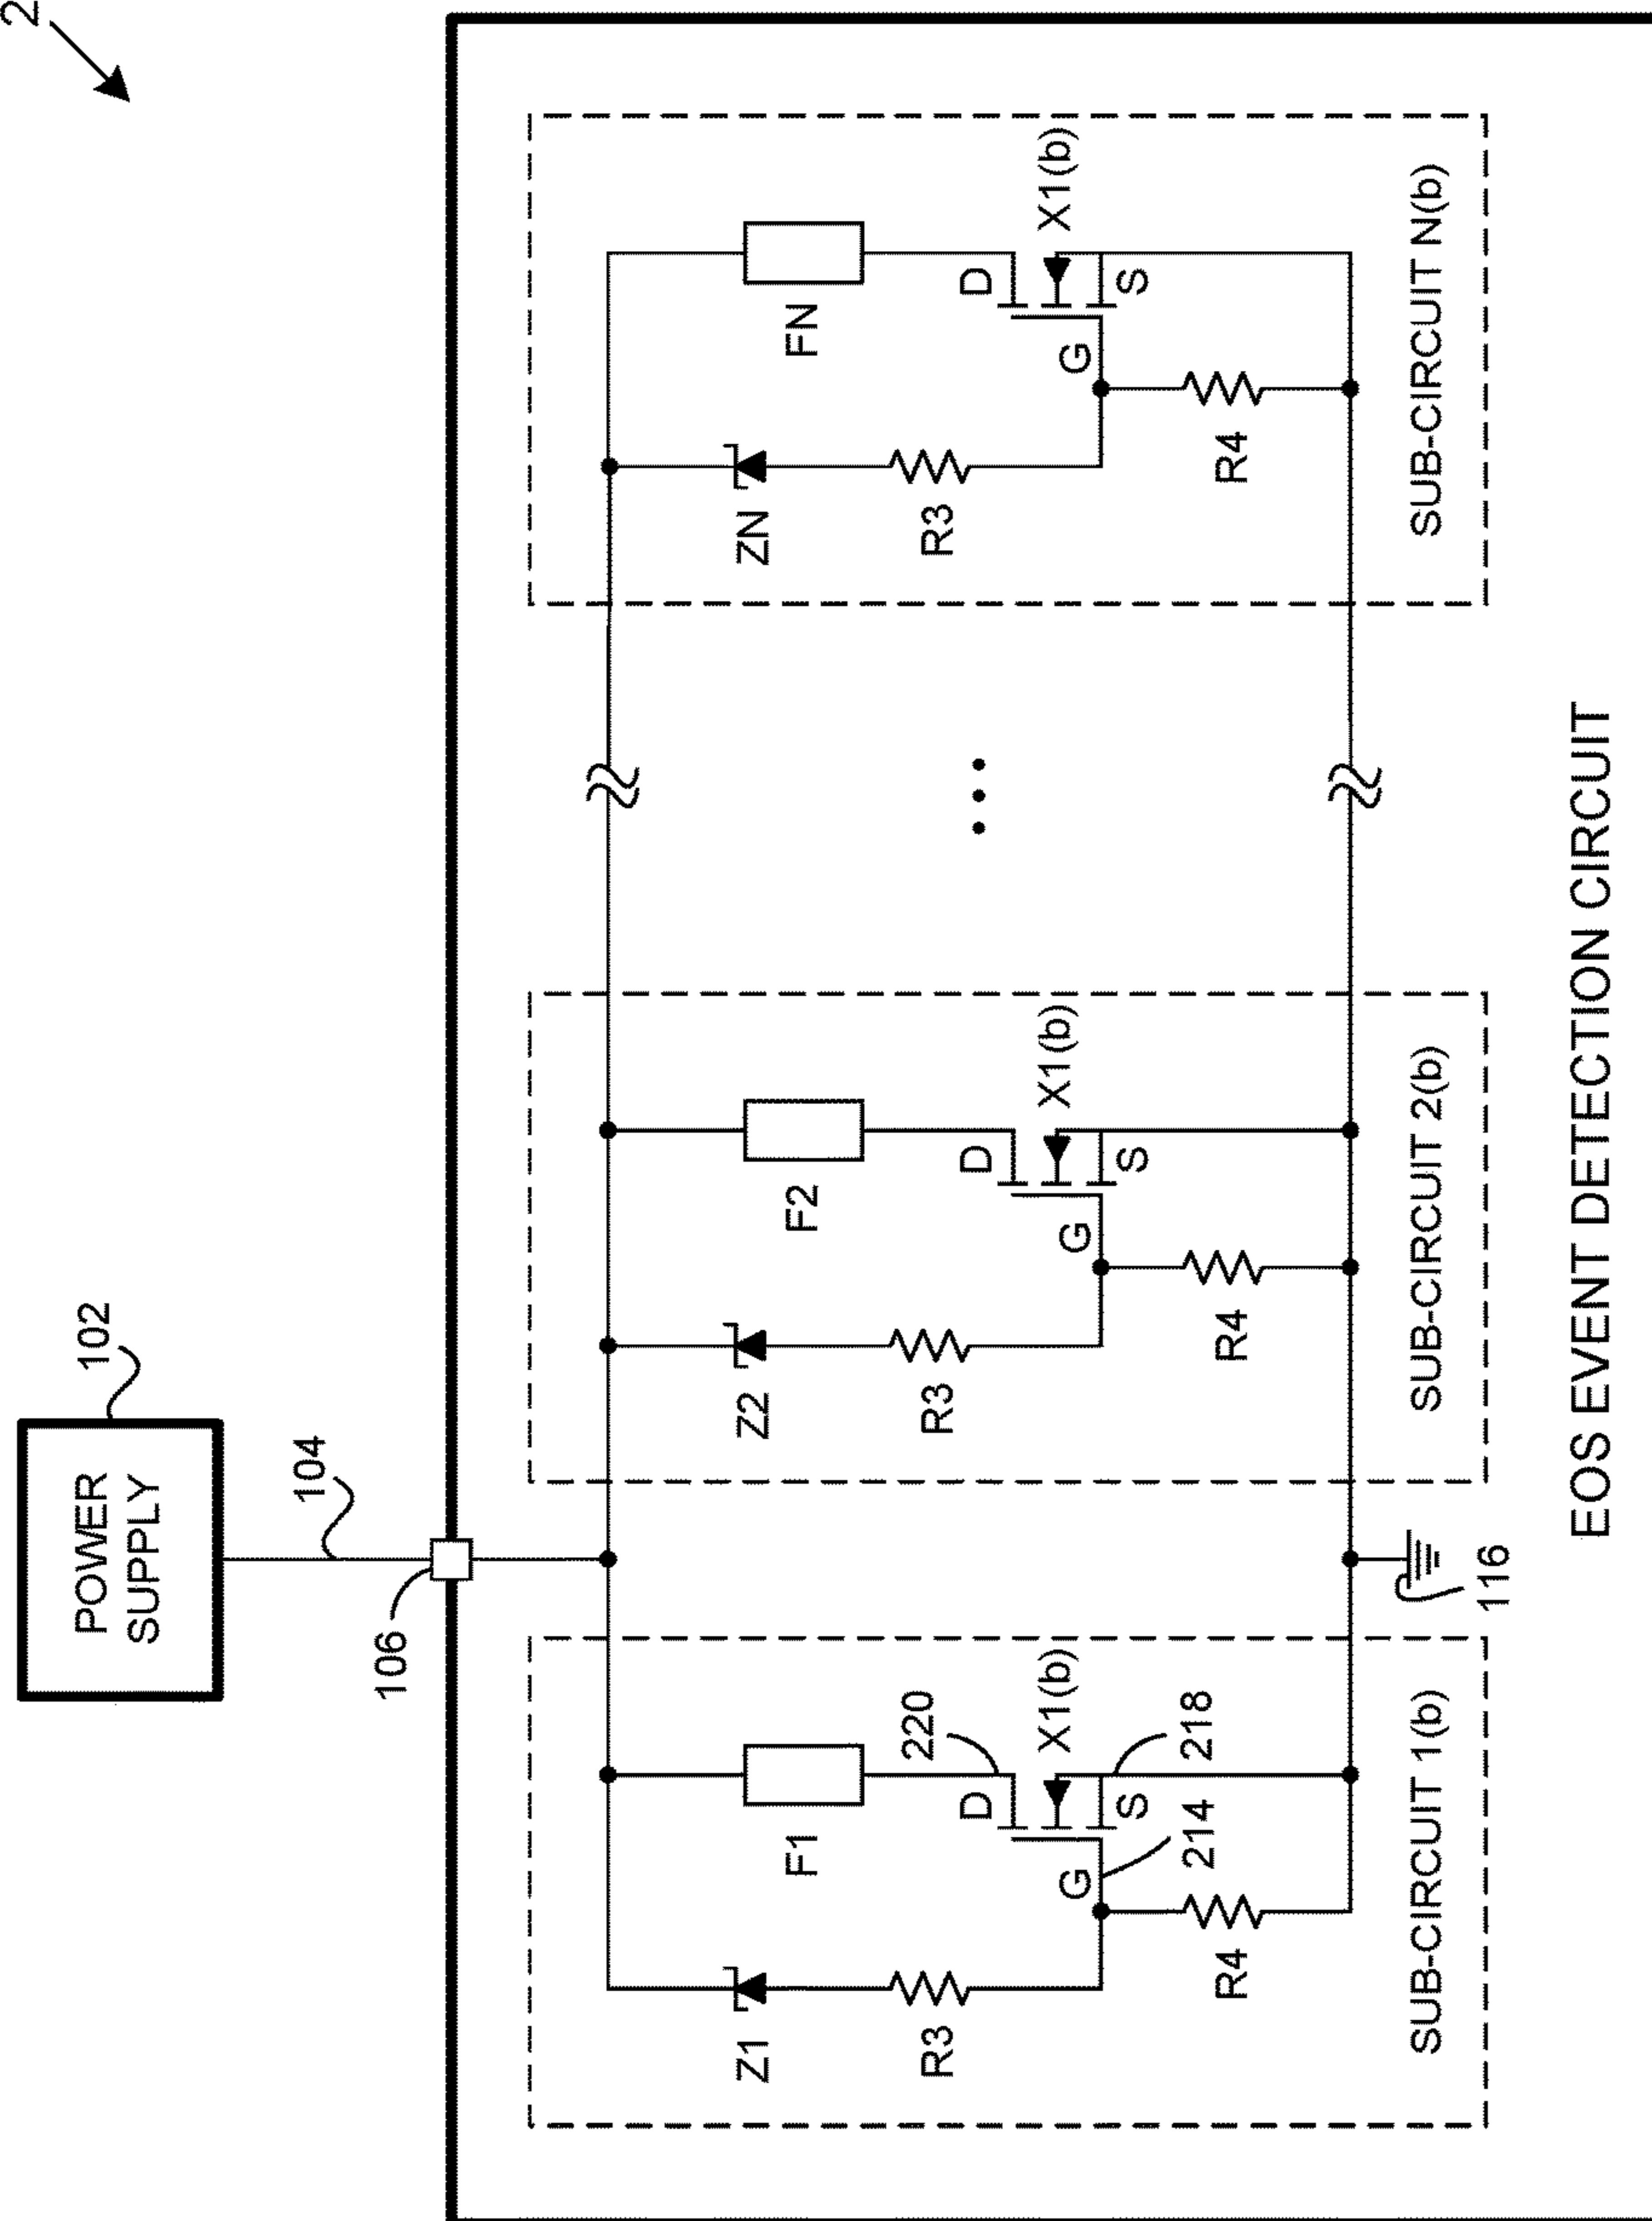 2
POWER
SUPPLY
102
104
106
Z1
F1
R3
D
220
G
X1(b)
S
214
218
R4
SUB-CIRCUIT 1(b)
116
Z2
F2
R3
D
G
X1(b)
S
R4
SUB-CIRCUIT 2(b)
ZN
FN
R3
D
G
X1(b)
S
R4
SUB-CIRCUIT N(b)
EOS EVENT DETECTION CIRCUIT